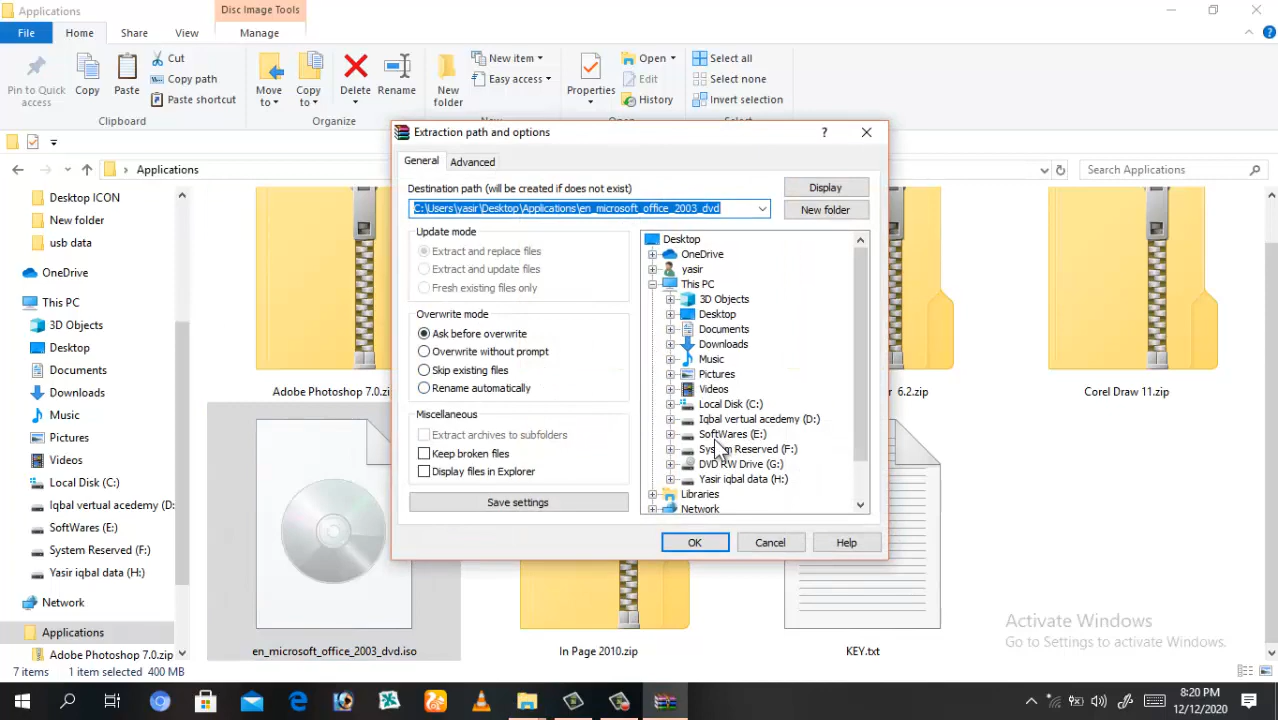 Applications
Disc Image Tools
File
Home
Share
View
Manage
Pin to Quick access
Copy
Paste
Cut
Copy path
Paste shortcut
Clipboard
Move to
Copy to
Delete
Rename
Organize
New folder
New item
Easy access
Properties
Open
Edit
History
Select all
Select none
Invert selection
Applications
Search Applications
Desktop ICON
New folder
usb data
OneDrive
This PC
3D Objects
Desktop
Documents
Downloads
Music
Pictures
Videos
Local Disk (C:)
Iqbal vertual acedemy (D:
SoftWares (E:)
System Reserved (F:)
Yasir iqbal data (H:)
Network
Applications
Adobe Photoshop 7.0.zip
7 items
1 item selected 400 MB
Adobe Photoshop 7.0.zi
6.2.zip
Corel Draw 11.zip
en_microsoft_office_2003_dvd.iso
In Page 2010.zip
KEY.txt
Extraction path and options
?
General
Advanced
Destination path (will be created if does not exist)
Display
C:\Users\yasir\Desktop\Applications\en_microsoft_office_2003_dvd
New folder
Update mode
Extract and replace files
Extract and update files
Fresh existing files only
Overwrite mode
Ask before overwrite
Overwrite without prompt
Skip existing files
Rename automatically
Miscellaneous
Extract archives to subfolders
Keep broken files
Display files in Explorer
Save settings
Desktop
OneDrive
yasir
This PC
3D Objects
Desktop
Documents
Downloads
Music
Pictures
Videos
Local Disk (C:)
Iqbal vertual acedemy (D:)
SoftWares (E:)
System Reserved (F:)
DVD RW Drive (G:)
Yasir iqbal data (H:)
Libraries
Network
OK
Cancel
Help
Activate Windows
Go to Settings to activate Windows.
8:20 PM
12/12/2020